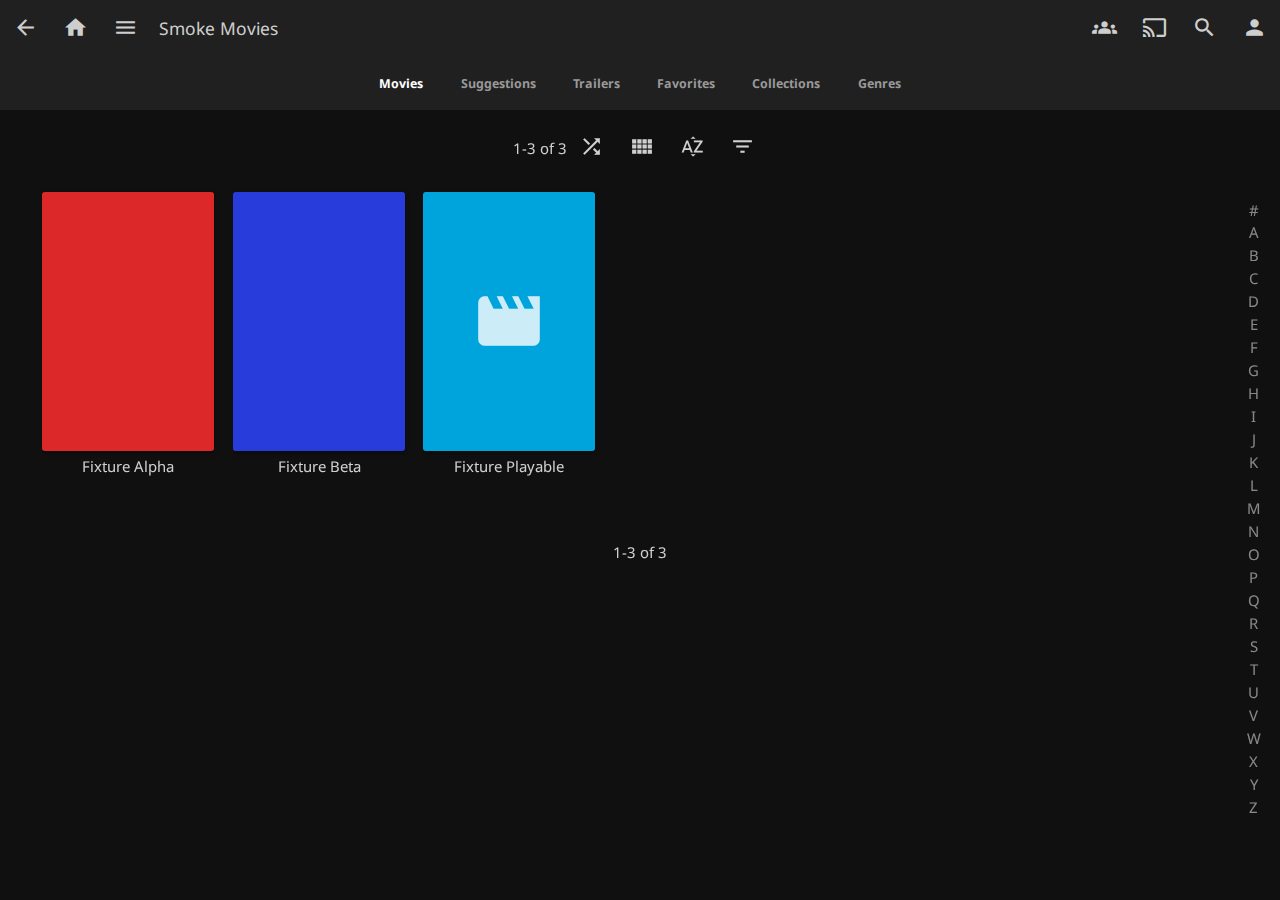 Smoke Movies
Movies Suggestions Trailers Favorites Collections Genres
1-3 of 3 AZ
Fixture Alpha Fixture Beta Fixture Playable
1-3 of 3
#
A
B
C
D
E
F
G
H
I
J
K
L
M
N
O
P
Q
R
S
T
U
V
W
X
Y
Z